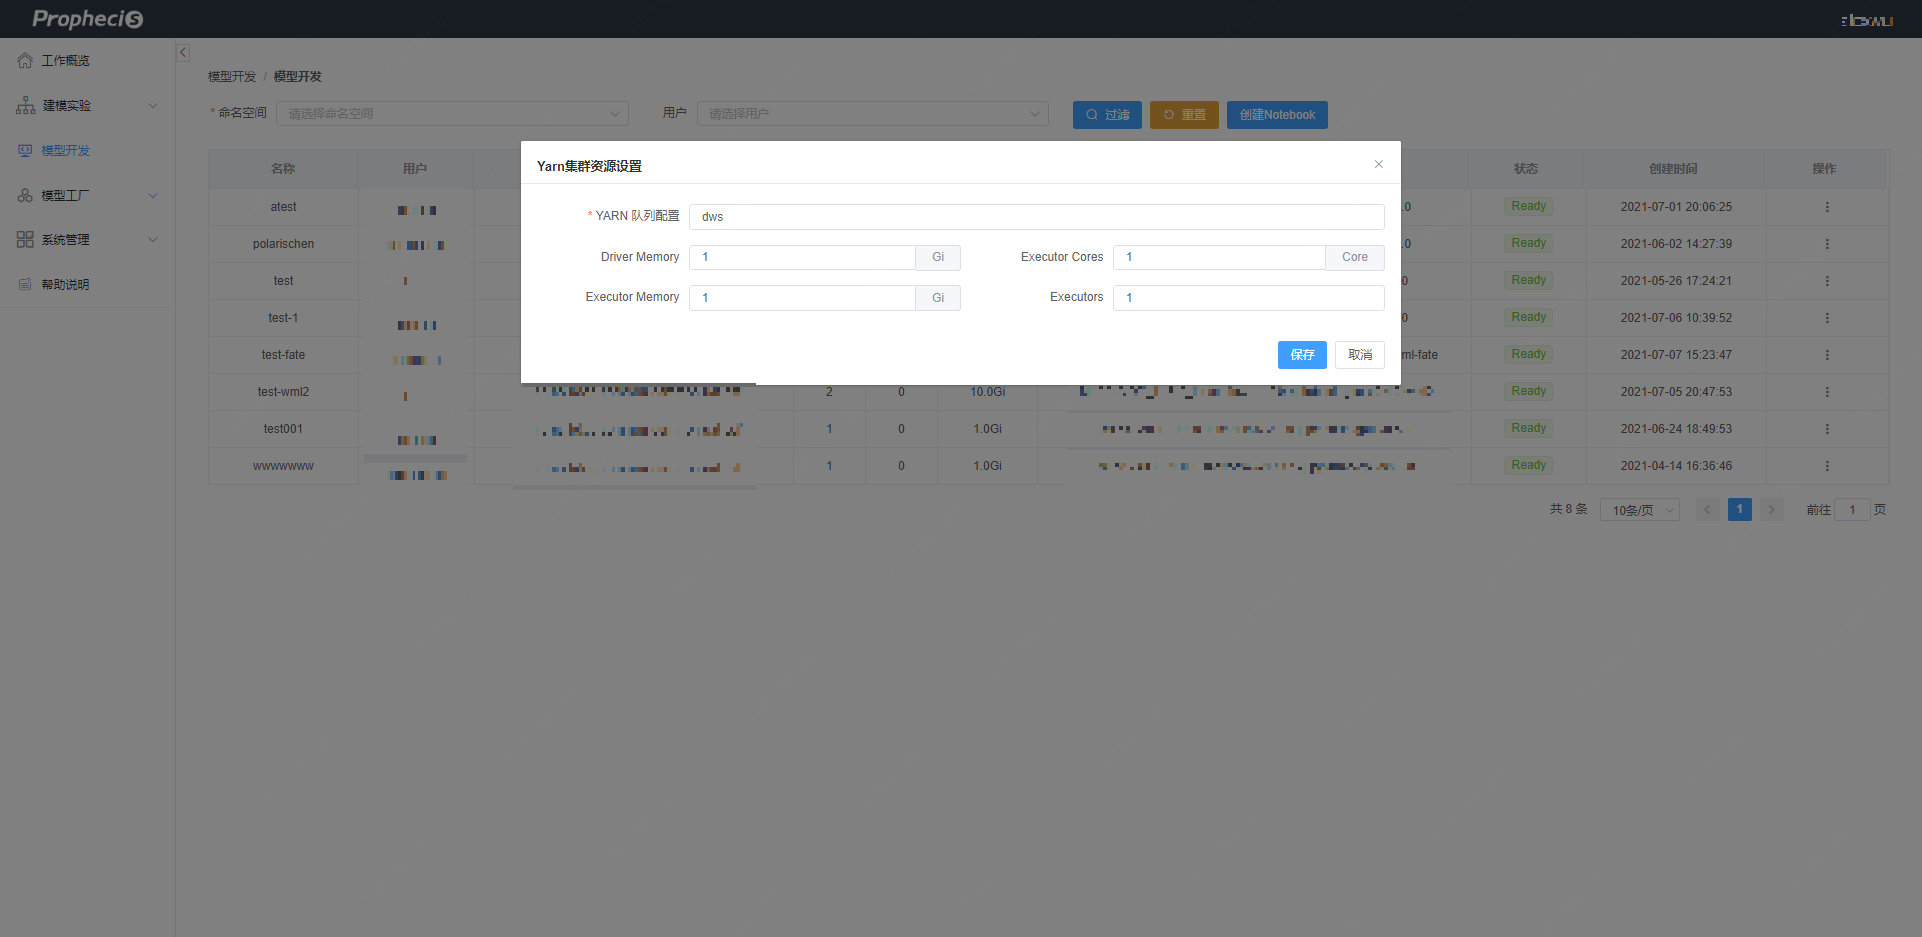 Prophecis
工作概览
建模实验
模型开发
模型工厂
系统管理
帮助说明
模型开发 / 模型开发
* 命名空间 请选择命名空间 用户 请选择用户 过滤 重置 创建Notebook
名称 用户 状态 创建时间 操作
atest .0 Ready 2021-07-01 20:06:25
polarischen .0 Ready 2021-06-02 14:27:39
test 0 Ready 2021-05-26 17:24:21
test-1 0 Ready 2021-07-06 10:39:52
test-fate ml-fate Ready 2021-07-07 15:23:47
test-wml2 2 0 10.0Gi Ready 2021-07-05 20:47:53
test001 1 0 1.0Gi Ready 2021-06-24 18:49:53
wwwwwww 1 0 1.0Gi Ready 2021-04-14 16:36:46
共 8 条 10条/页 1 前往 1 页
Yarn集群资源设置
* YARN 队列配置 dws
Driver Memory 1 Gi Executor Cores 1 Core
Executor Memory 1 Gi Executors 1
保存 取消